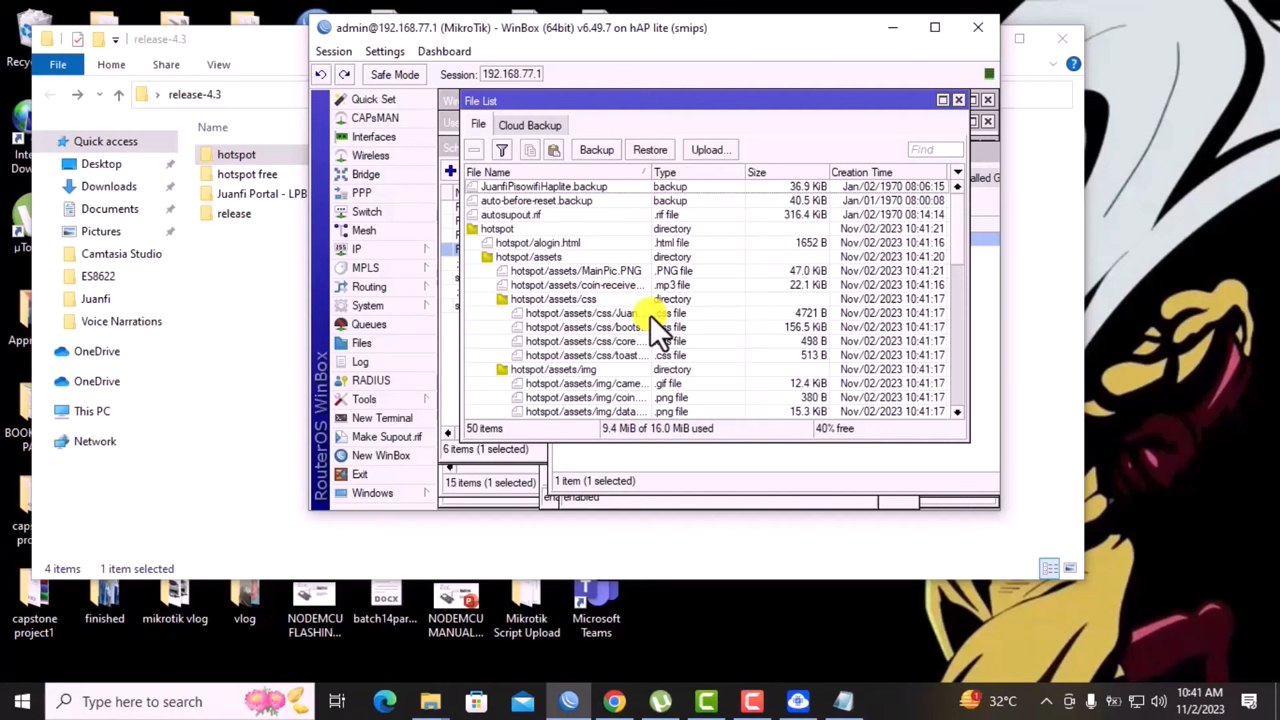 release-4.3
File
Home
Share
View
release-4.3
Quick access
Desktop
Downloads
Documents
Pictures
Camtasia Studio
ES8622
Juanfi
Voice Narrations
OneDrive
OneDrive
This PC
Network
Name
hotspot
hotspot free
Juanfi Portal - LPB
release
4 items
1 item selected
admin@192.168.77.1 (MikroTik) - WinBox (64bit) v6.49.7 on hAP lite (smips)
Session Settings Dashboard
Safe Mode Session: 192.168.77.1
RouterOS WinBox
Quick Set
CAPsMAN
Interfaces
Wireless
Bridge
PPP
Switch
Mesh
IP
MPLS
Routing
System
Queues
Files
Log
RADIUS
Tools
New Terminal
Make Supout.rif
New WinBox
Exit
Windows
File List
File
Cloud Backup
Backup Restore Upload... Find
File Name Type Size Creation Time
JuanfiPisowifiHaplite.backup backup 36.9 KiB Jan/02/1970 08:06:15
auto-before-reset.backup backup 40.5 KiB Jan/01/1970 08:00:08
autosupout.rif .rif file 316.4 KiB Jan/02/1970 08:14:14
hotspot directory Nov/02/2023 10:41:21
hotspot/alogin.html .html file 1652 B Nov/02/2023 10:41:16
hotspot/assets directory Nov/02/2023 10:41:20
hotspot/assets/MainPic.PNG .PNG file 47.0 KiB Nov/02/2023 10:41:21
hotspot/assets/coin-receive... .mp3 file 22.1 KiB Nov/02/2023 10:41:16
hotspot/assets/css directory Nov/02/2023 10:41:17
hotspot/assets/css/Juan .css file 4721 B Nov/02/2023 10:41:17
hotspot/assets/css/boots... file 156.5 KiB Nov/02/2023 10:41:17
hotspot/assets/css/core.... file 498 B Nov/02/2023 10:41:17
hotspot/assets/css/toast... .css file 513 B Nov/02/2023 10:41:17
hotspot/assets/img directory Nov/02/2023 10:41:17
hotspot/assets/img/came... .gif file 12.4 KiB Nov/02/2023 10:41:17
hotspot/assets/img/coin.... .png file 380 B Nov/02/2023 10:41:17
hotspot/assets/img/data.... .png file 15.3 KiB Nov/02/2023 10:41:17
50 items 9.4 MiB of 16.0 MiB used 40% free
6 items (1 selected)
15 items (1 selected)
1 item (1 selected)
enabled
capstone
project1
finished
mikrotik vlog
vlog
NODEMCU
FLASHIN...
batch14par...
NODEMCU
MANUAL...
Mikrotik
Script Upload
Microsoft
Teams
Type here to search
32°C
10:41 AM
11/2/2023